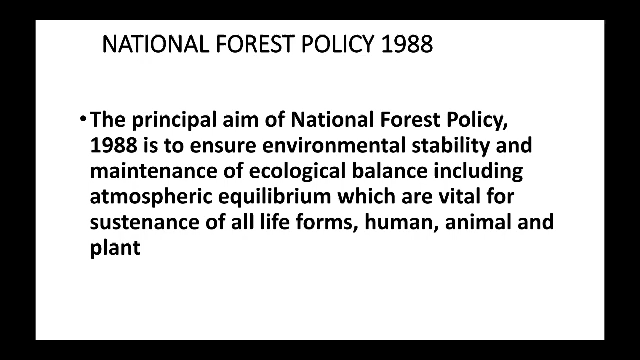 NATIONAL FOREST POLICY 1988
•The principal aim of National Forest Policy,
1988 is to ensure environmental stability and
maintenance of ecological balance including
atmospheric equilibrium which are vital for
sustenance of all life forms, human, animal and
plant